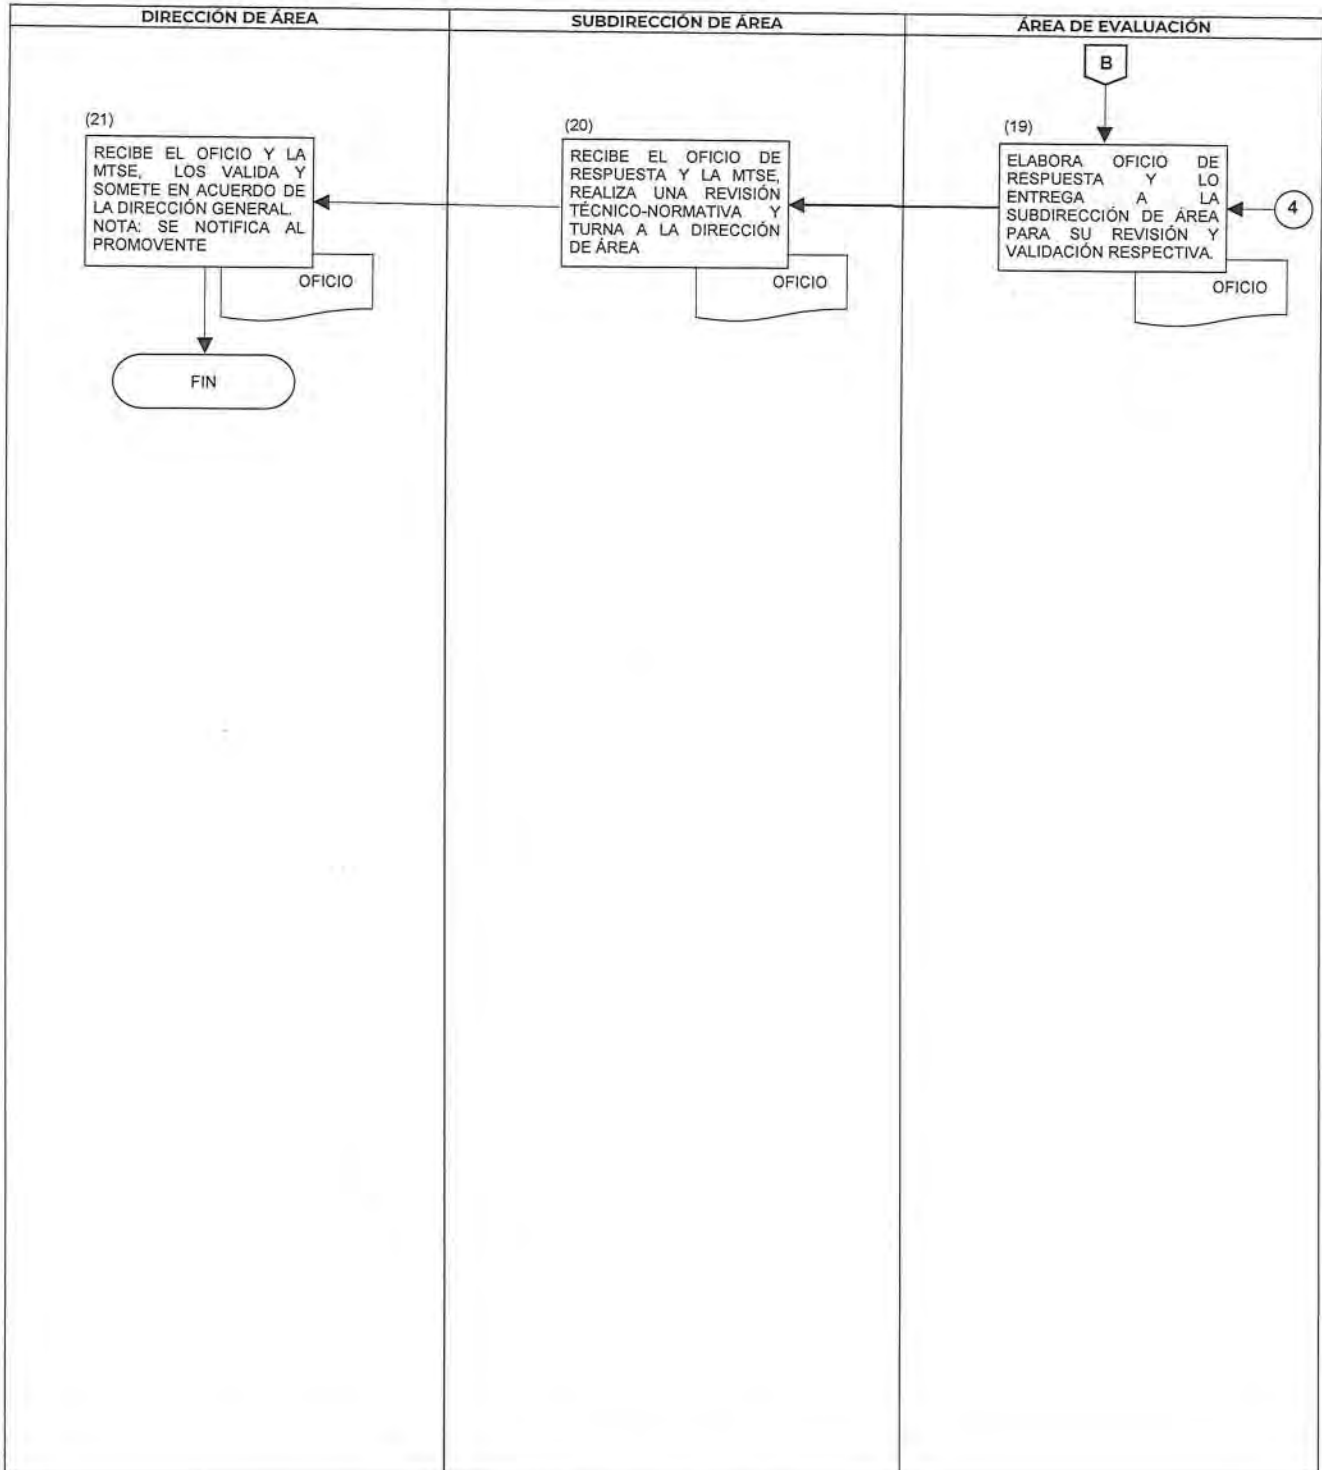 DIRECCIÓN DE ÁREA
SUBDIRECCIÓN DE ÁREA
ÁREA DE EVALUACIÓN
B
(21)
RECIBE EL OFICIO Y LA
MTSE, LOS VALIDA Y
SOMETE EN ACUERDO DE
LA DIRECCIÓN GENERAL.
NOTA: SE NOTIFICA AL
PROMOVENTE
OFICIO
FIN
(20)
RECIBE EL OFICIO DE
RESPUESTA Y LA MTSE,
REALIZA UNA REVISIÓN
TÉCNICO-NORMATIVA Y
TURNA A LA DIRECCIÓN
DE ÁREA
OFICIO
(19)
ELABORA OFICIO DE
RESPUESTA Y LO
ENTREGA A LA
SUBDIRECCIÓN DE ÁREA
PARA SU REVISIÓN Y
VALIDACIÓN RESPECTIVA.
OFICIO
4